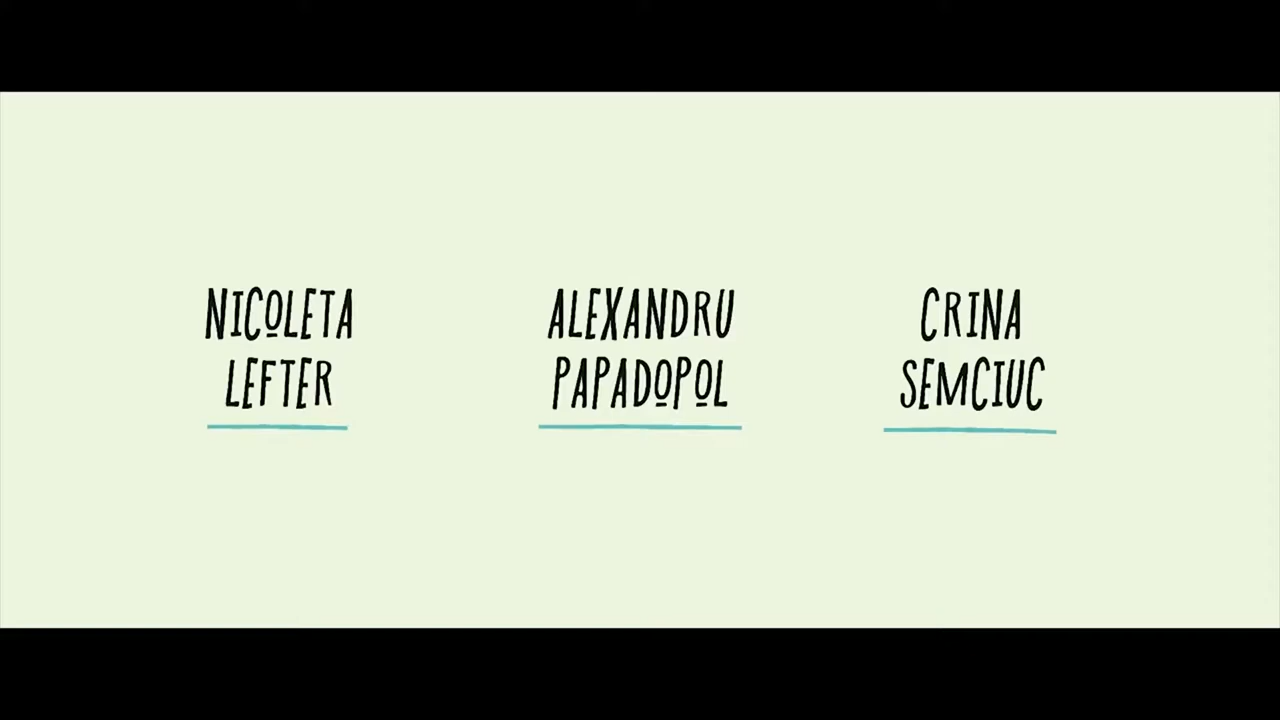 NICOLETA
LEFTER
ALEXANDRU
PAPADOPOL
CRINA
SEMCIUC